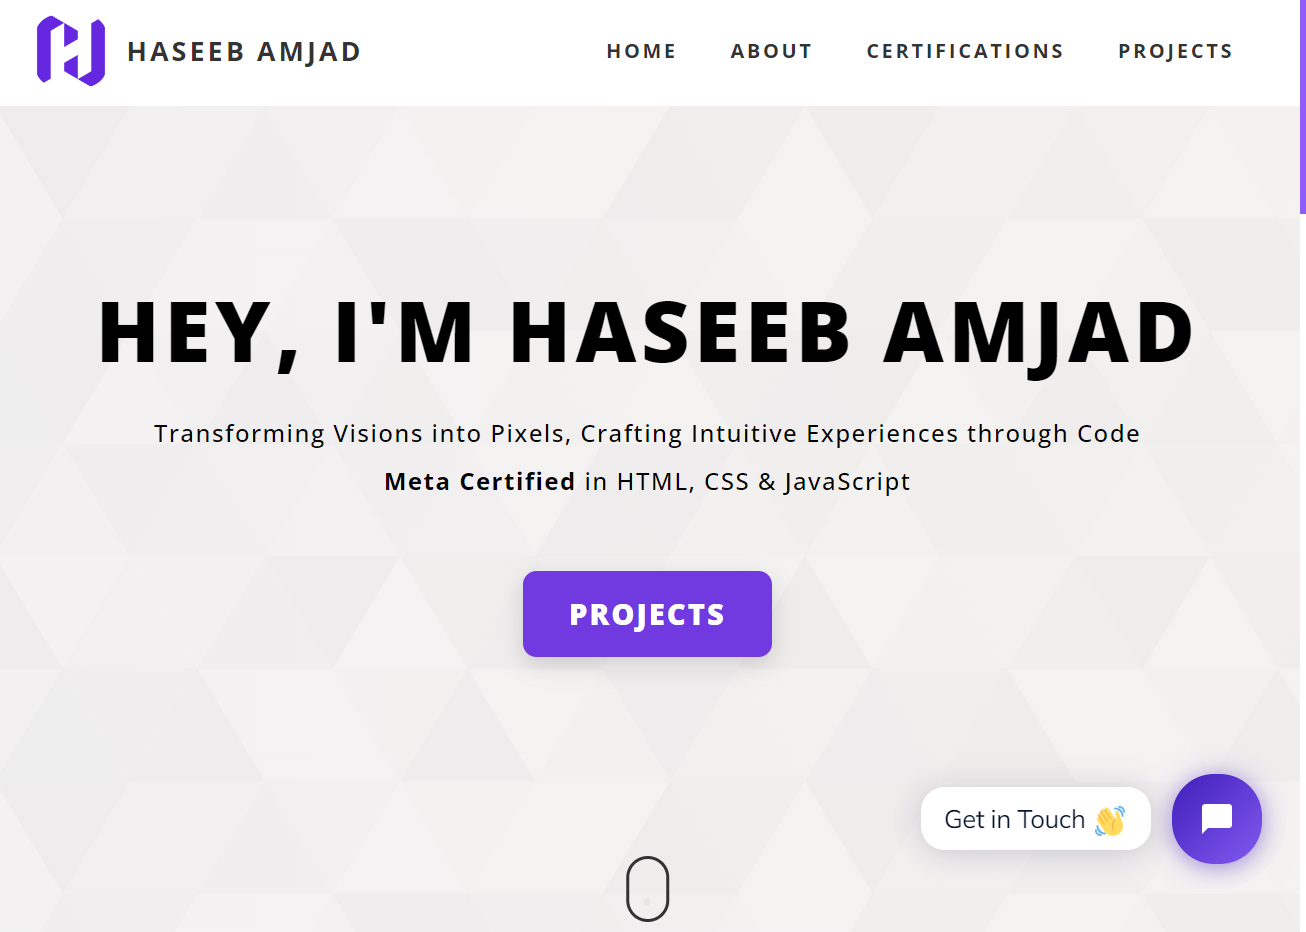 HASEEB AMJAD
HOME ABOUT CERTIFICATIONS PROJECTS
HEY, I'M HASEEB AMJAD
Transforming Visions into Pixels, Crafting Intuitive Experiences through Code
Meta Certified in HTML, CSS & JavaScript
PROJECTS
Get in Touch 👋